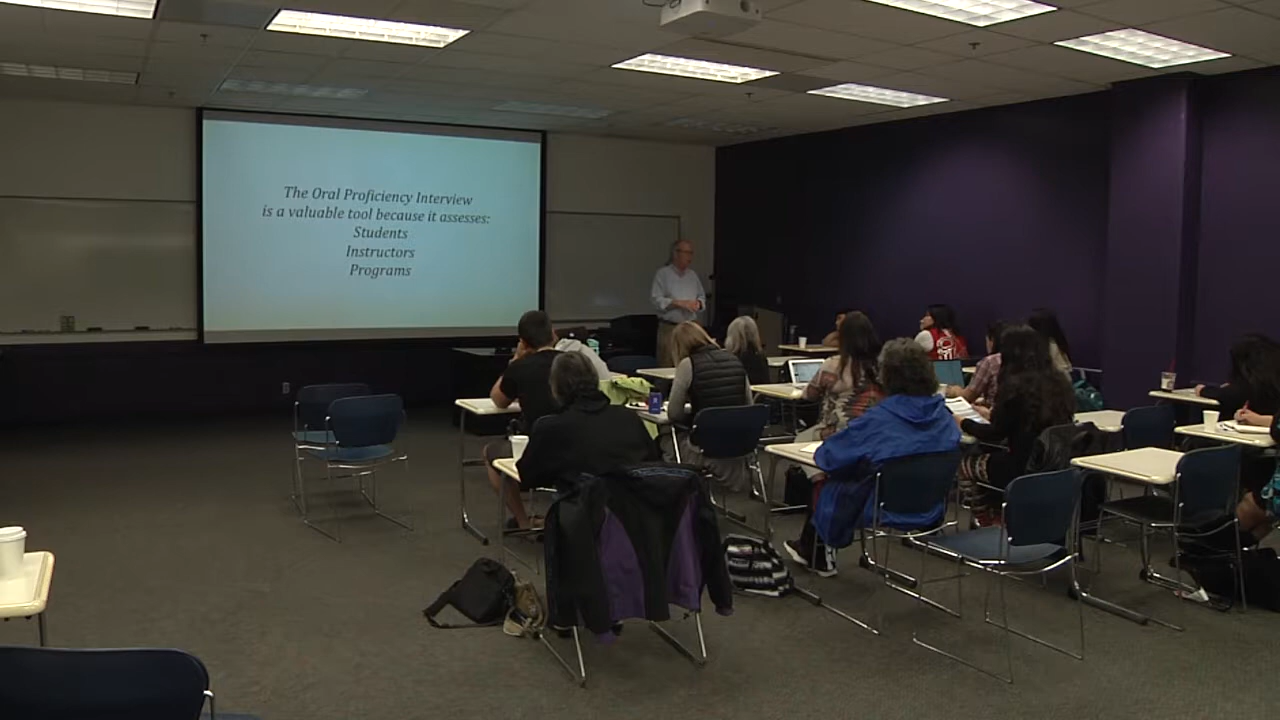 The Oral Proficiency Interview
is a valuable tool because it assesses:
Students
Instructors
Programs